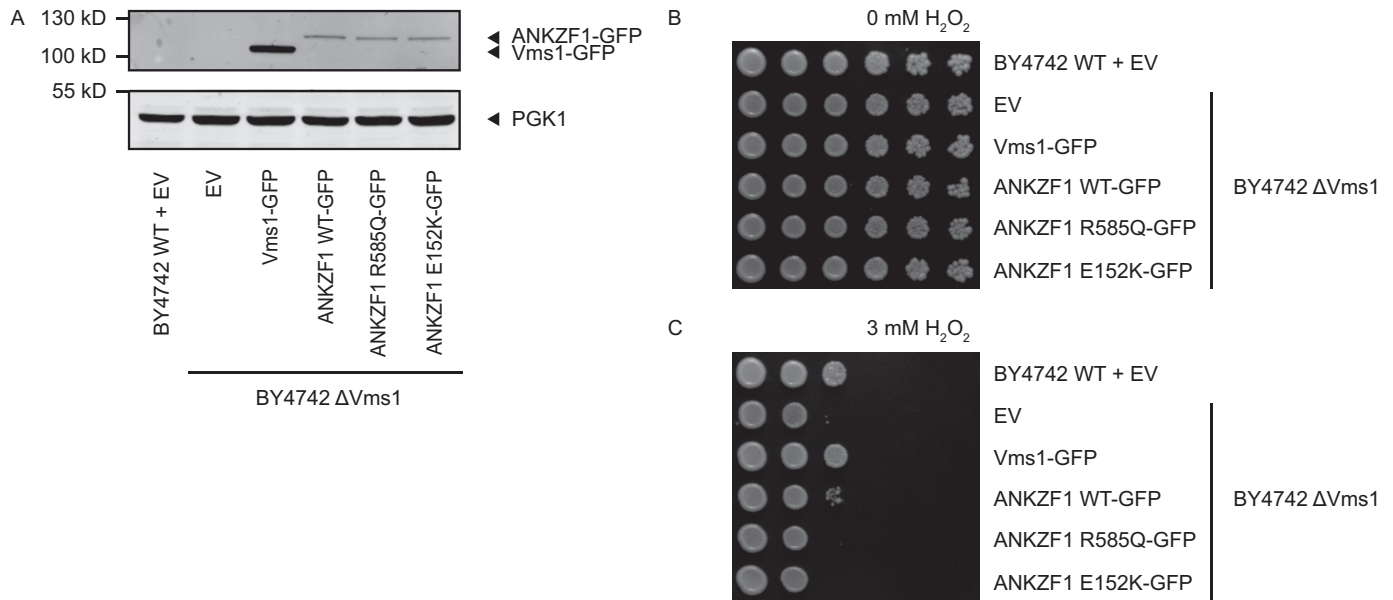 A
130 kD
100 kD
ANKZF1-GFP
Vms1-GFP
55 kD
PGK1
BY4742 WT + EV
EV
Vms1-GFP
ANKZF1 WT-GFP
ANKZF1 R585Q-GFP
ANKZF1 E152K-GFP
BY4742 ΔVms1
B
0 mM H₂O₂
BY4742 WT + EV
EV
Vms1-GFP
ANKZF1 WT-GFP
ANKZF1 R585Q-GFP
ANKZF1 E152K-GFP
BY4742 ΔVms1
C
3 mM H₂O₂
BY4742 WT + EV
EV
Vms1-GFP
ANKZF1 WT-GFP
ANKZF1 R585Q-GFP
ANKZF1 E152K-GFP
BY4742 ΔVms1